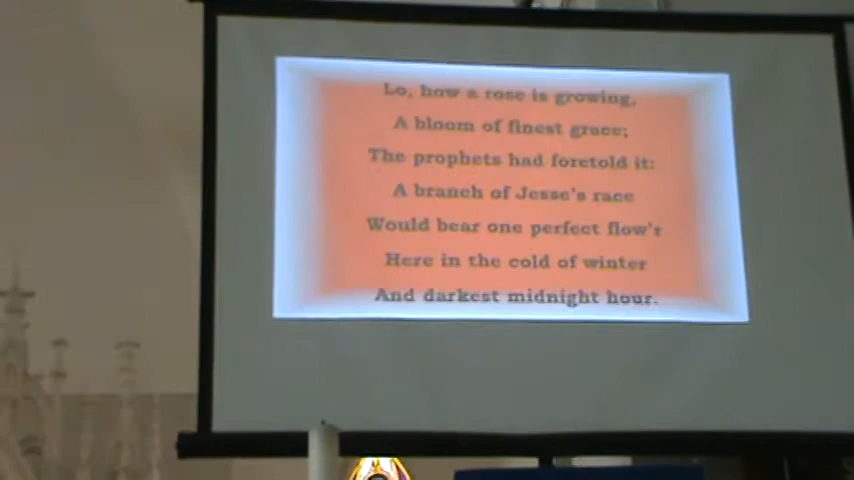 Lo, how a rose is growing,
A bloom of finest grace;
The prophets had foretold it:
A branch of Jesse's race
Would bear one perfect flow'r
Here in the cold of winter
And darkest midnight hour.